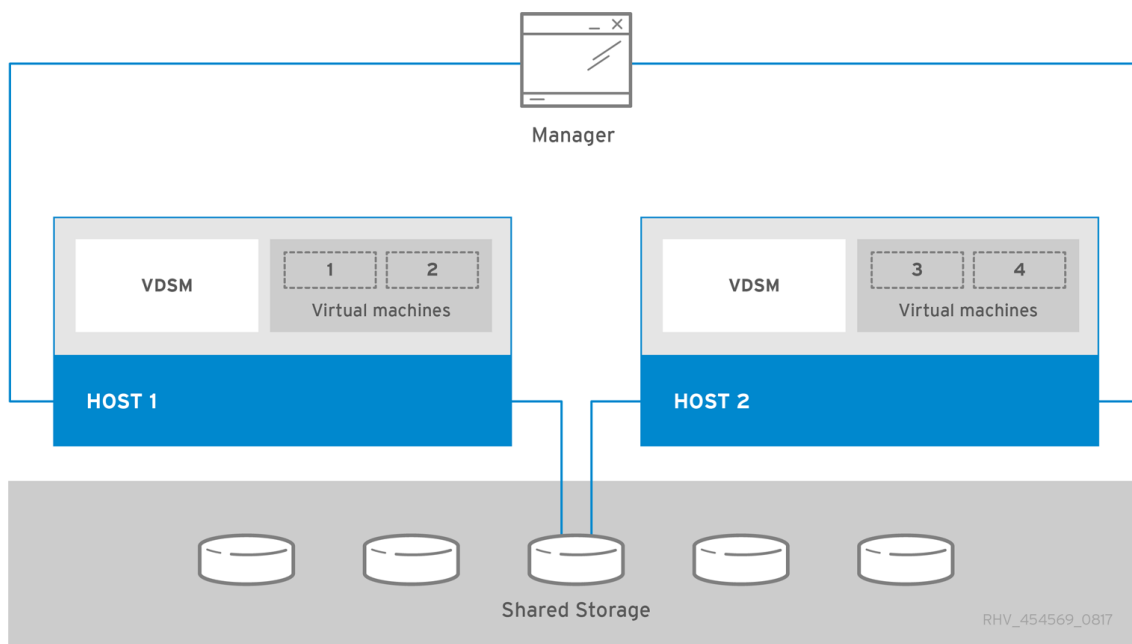 Manager
VDSM
1
2
Virtual machines
HOST 1
VDSM
3
4
Virtual machines
HOST 2
Shared Storage
RHV_454569_0817